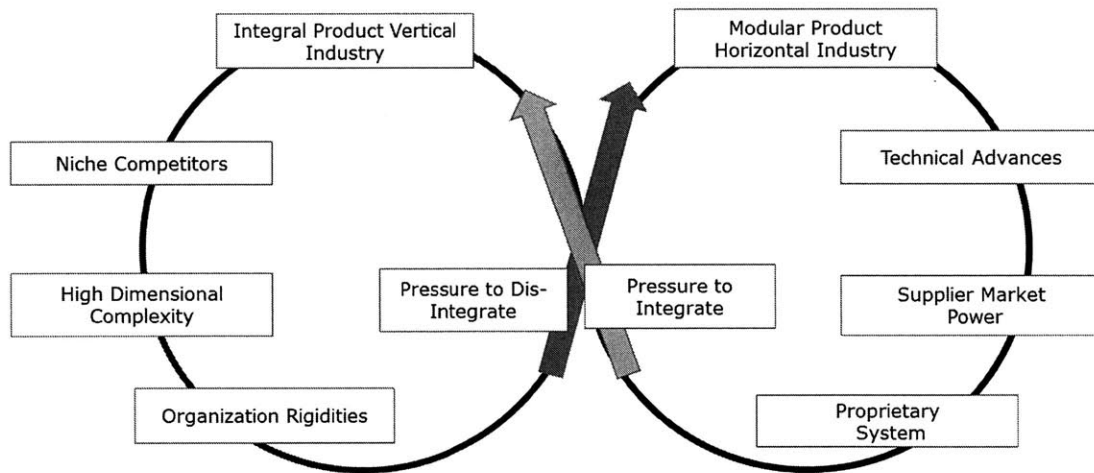 Integral Product Vertical
Industry
Modular Product
Horizontal Industry
Niche Competitors
Technical Advances
High Dimensional
Complexity
Pressure to Dis-
Integrate
Pressure to
Integrate
Supplier Market
Power
Organization Rigidities
Proprietary
System